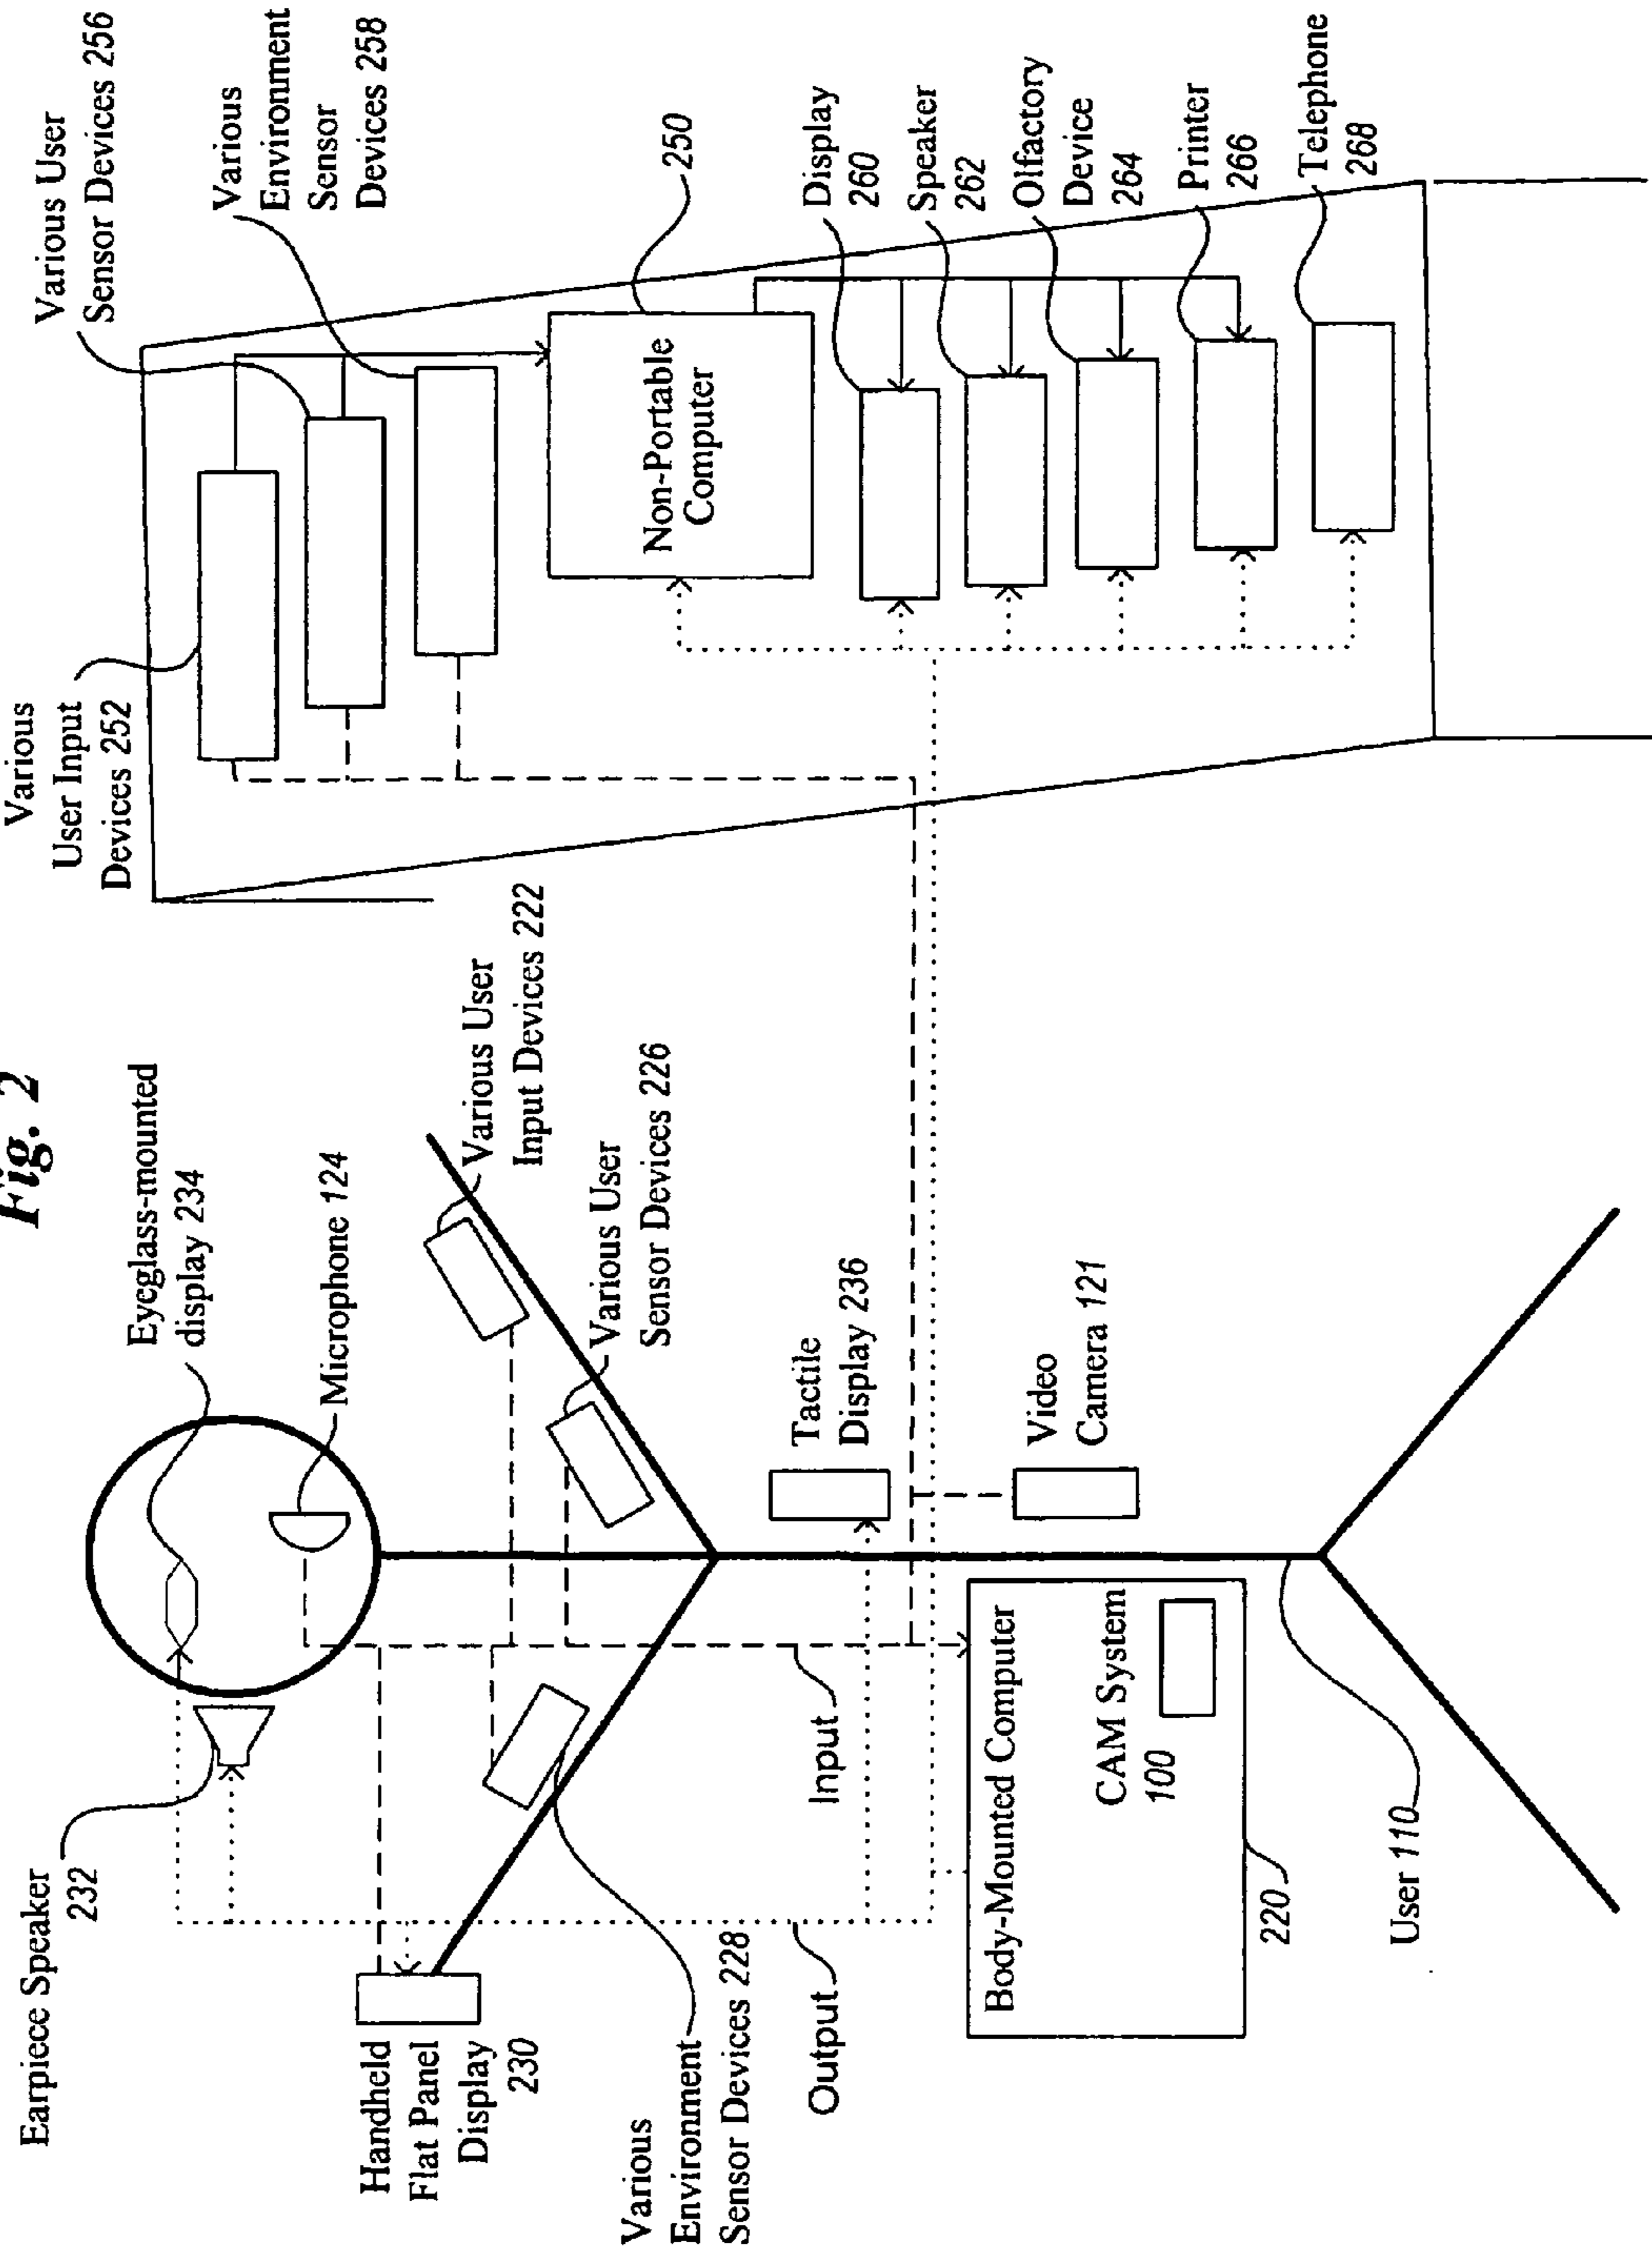 Fig. 2
Earpiece Speaker
232
Eyeglass-mounted
display 234
Microphone 124
Handheld
Flat Panel
Display
230
Various User
Input Devices 222
Various User
Sensor Devices 226
Various
Environment
Sensor Devices 228
Output
Input
Tactile
Display 236
Body-Mounted Computer
CAM System
100
Video
Camera 121
220
User 110
Various
User Input
Devices 252
Various User
Sensor Devices 256
Various
Environment
Sensor
Devices 258
Non-Portable
Computer
250
Display
260
Speaker
262
Olfactory
Device
264
Printer
266
Telephone
268